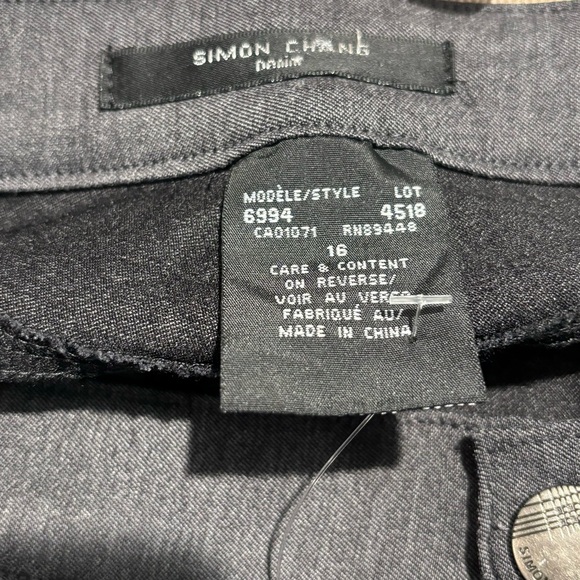 SIMON CHANG
Denim
MODÈLE/STYLE LOT
6994 4518
CA01071 RN89448
16
CARE & CONTENT
ON REVERSE/
VOIR AU VERSO
FABRIQUÉ AU/
MADE IN CHINA/
SIMO